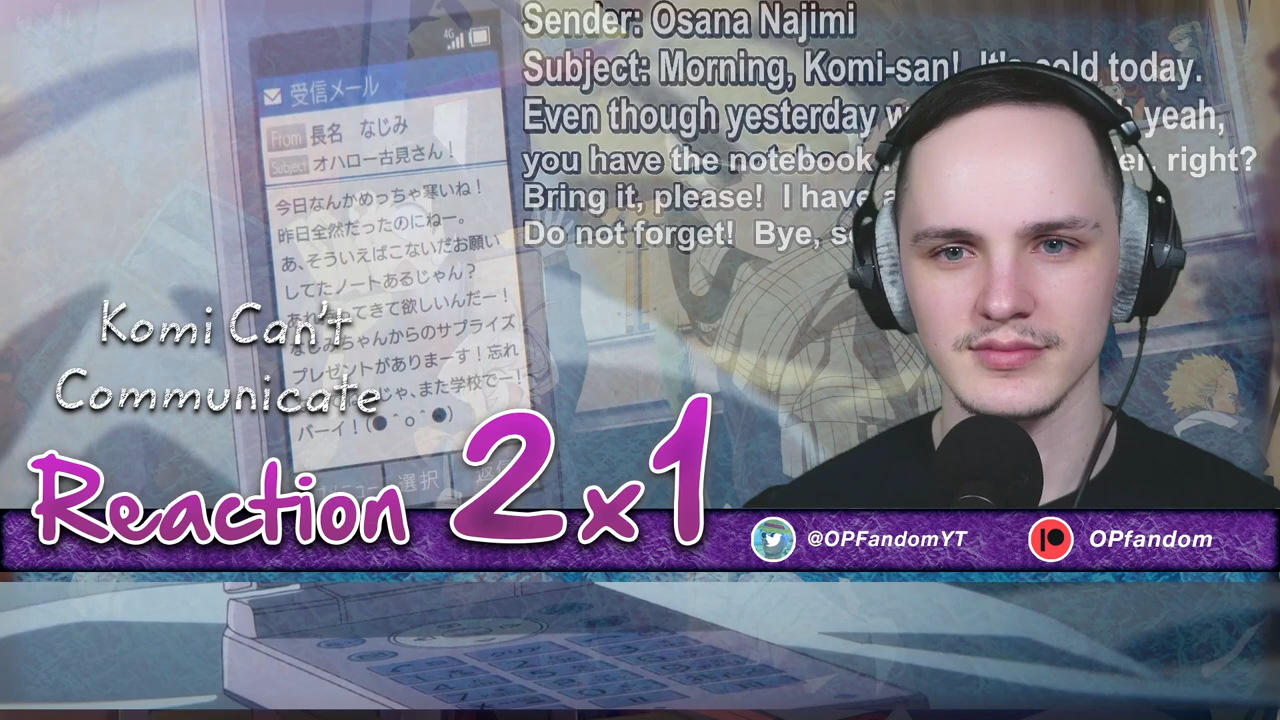 Sender: Osana Najimi
Subject: Morning, Komi-san! It's cold today.
Even though yesterday yeah,
you have the notebook right?
Bring it, please! I have
Do not forget! Bye,
4G
受信メール
From 長名 なじみ
Subject オハロー古見さん！
今日なんかめっちゃ寒いね！
昨日全然だったのにねー。
あ、そういえばこないだお願い
してたノートあるじゃん？
てきて欲しいんだー！
なじみちゃんからのサプライズ
プレゼントがありまーす！忘れ
じゃ、また学校でー！
バーイ！(●＾o＾●)
選択
Komi Can't
Communicate
Reaction 2x1
@OPFandomYT
OPfandom